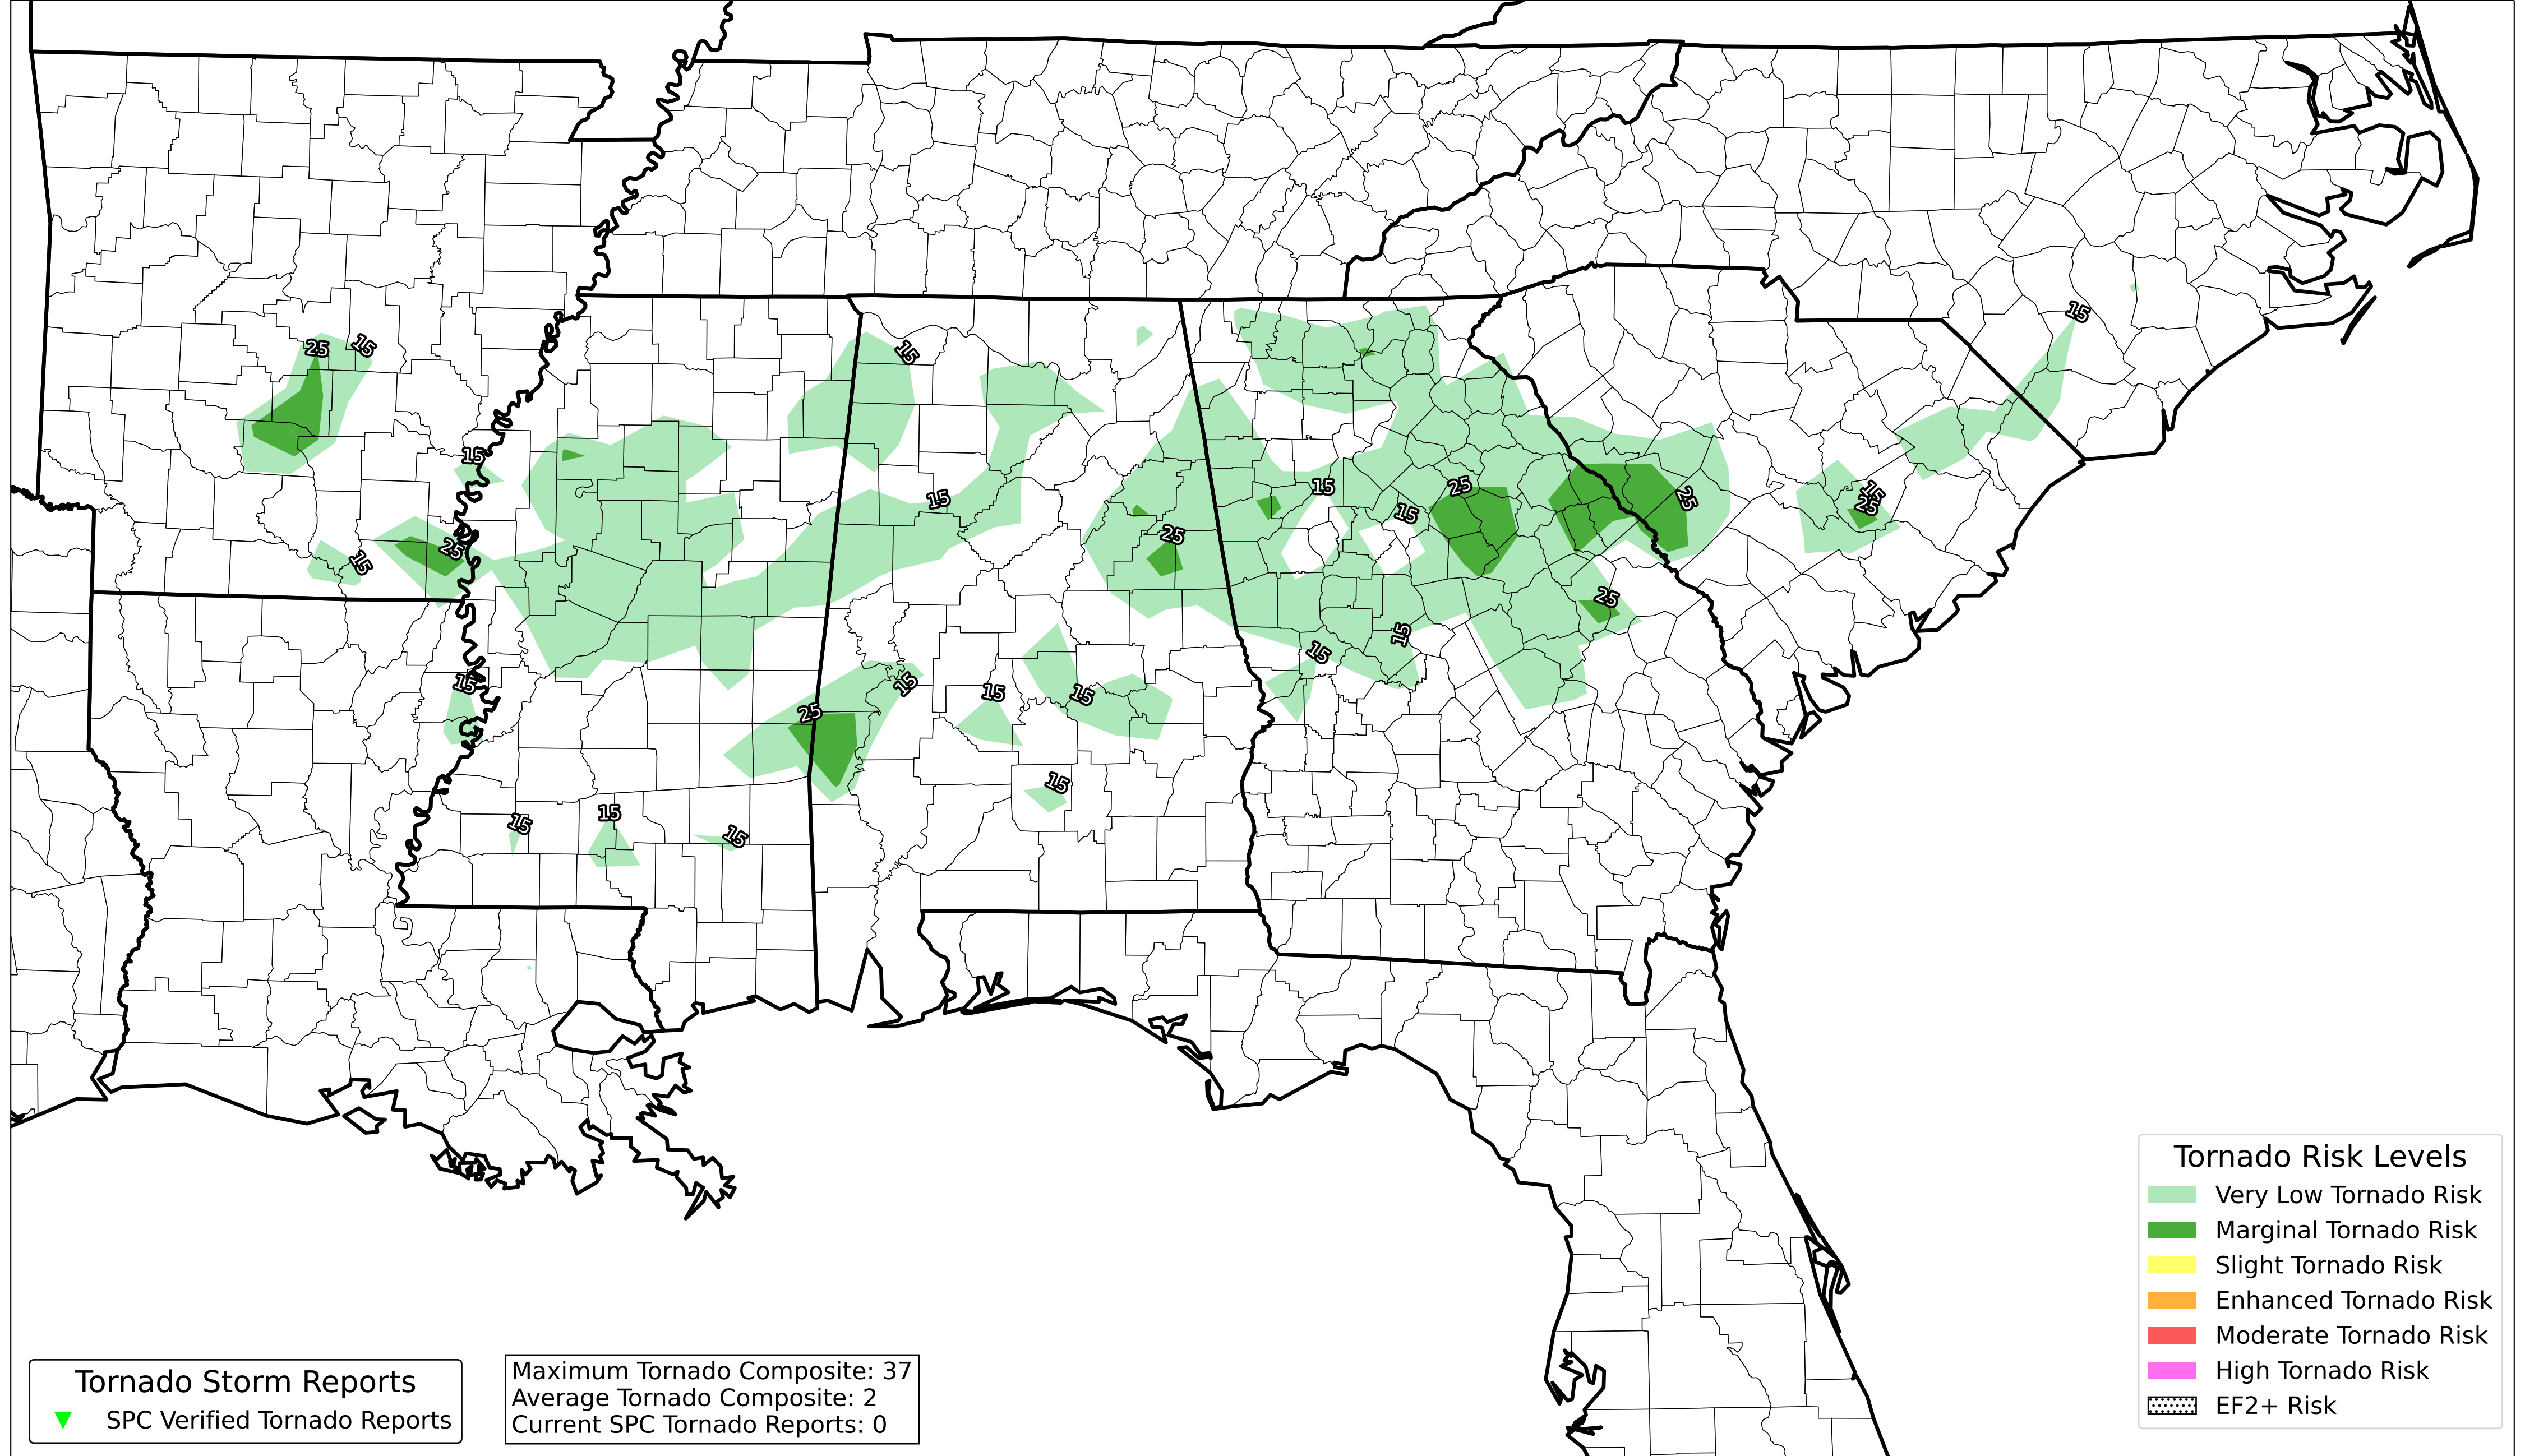 15
25
15
15
15
15
25
15
15
25
15
25
15
25
25
15
25
25
15
15
15
15
15
15
15
25
15
15
15
15
Tornado Risk Levels
Very Low Tornado Risk
Marginal Tornado Risk
Slight Tornado Risk
Enhanced Tornado Risk
Moderate Tornado Risk
High Tornado Risk
EF2+ Risk
Tornado Storm Reports
SPC Verified Tornado Reports
Maximum Tornado Composite: 37
Average Tornado Composite: 2
Current SPC Tornado Reports: 0